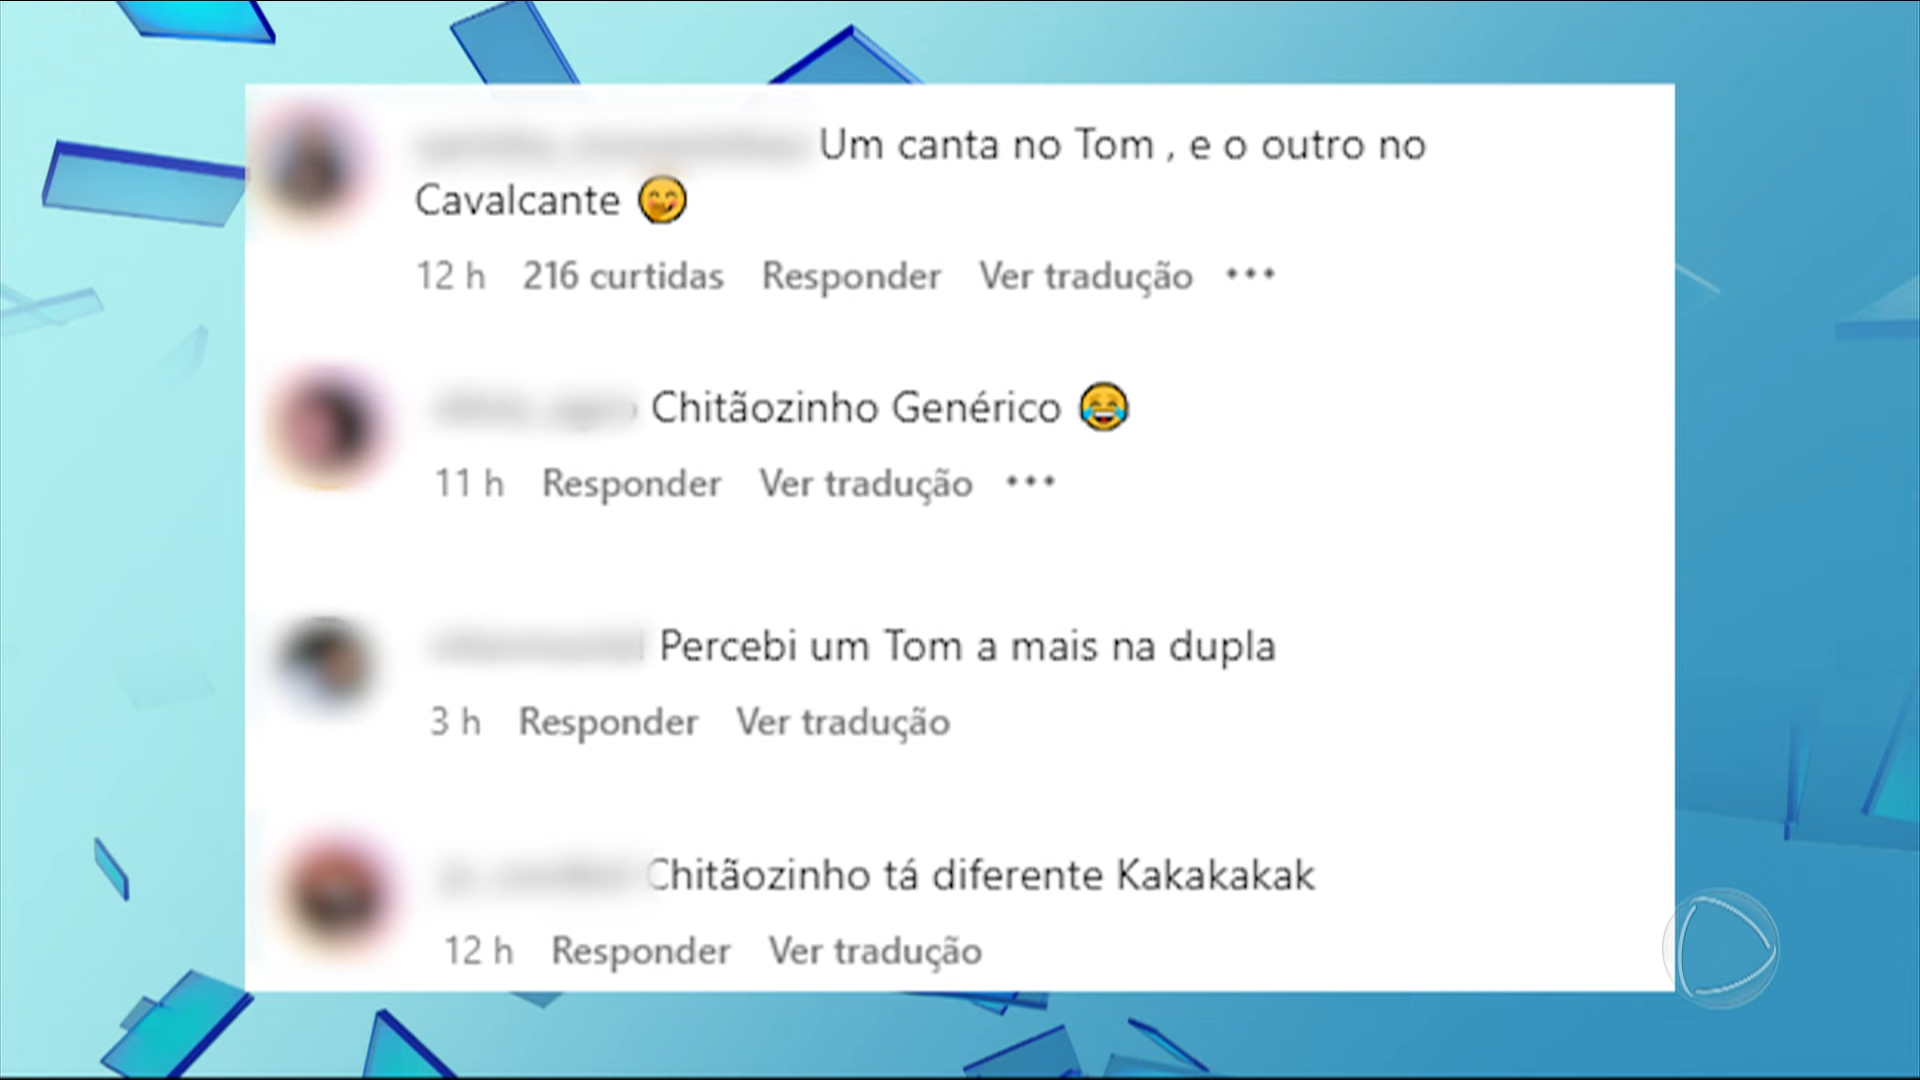 Um canta no Tom , e o outro no
Cavalcante 🤭
12 h 216 curtidas Responder Ver tradução •••
Chitãozinho Genérico 😂
11 h Responder Ver tradução •••
Percebi um Tom a mais na dupla
3 h Responder Ver tradução
Chitãozinho tá diferente Kakakakak
12 h Responder Ver tradução